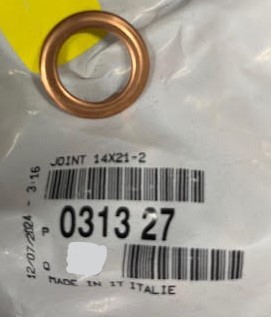 JOINT 14X21-2
P 0313 27
Q
MADE IN IT ITALIE
12/07/2024 - 3:16